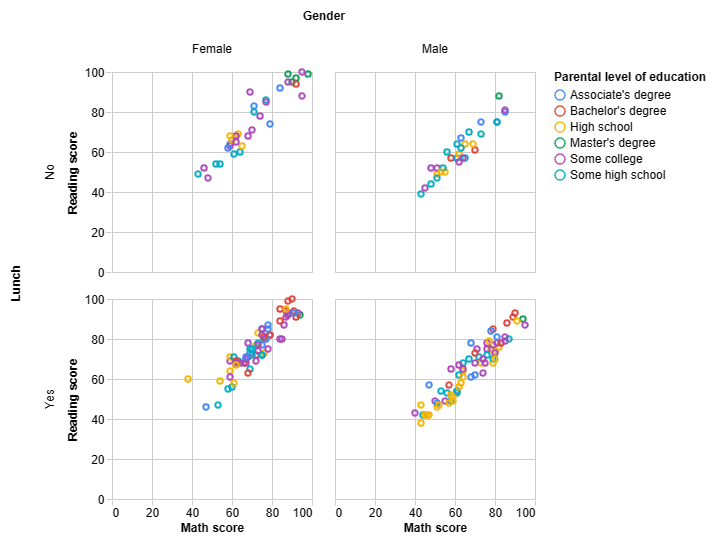 Gender
Female
Male
Parental level of education
Associate's degree
Bachelor's degree
High school
Master's degree
Some college
Some high school
Lunch
No
Reading score
100
80
60
40
20
0
Yes
Reading score
100
80
60
40
20
0
0 20 40 60 80 100
Math score
0 20 40 60 80 100
Math score